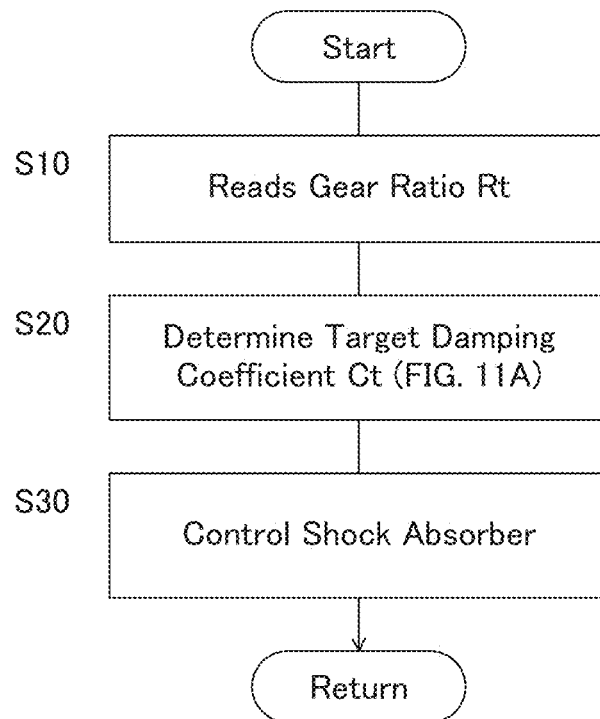 Start
S10
Reads Gear Ratio Rt
S20
Determine Target Damping
Coefficient Ct (FIG. 11A)
S30
Control Shock Absorber
Return